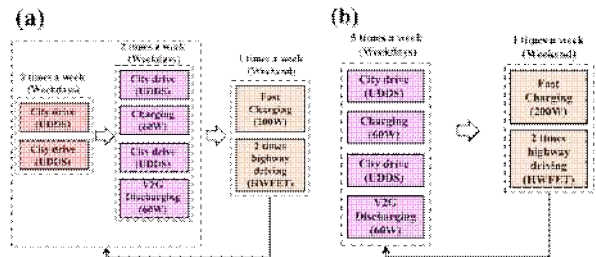 (a)
3 times a week
(Weekdays)
City drive
(UDDS)
City drive
(UDDS)
2 times a week
(Weekdays)
City drive
(UDDS)
Charging
(60W)
City drive
(UDDS)
V2G
Discharging
(60W)
1 times a week
(Weekend)
Fast
Charging
(200W)
2 times
highway
driving
(HWFET)
(b)
5 times a week
(Weekdays)
City drive
(UDDS)
Charging
(60W)
City drive
(UDDS)
V2G
Discharging
(60W)
1 times a week
(Weekend)
Fast
Charging
(200W)
2 times
highway
driving
(HWFET)